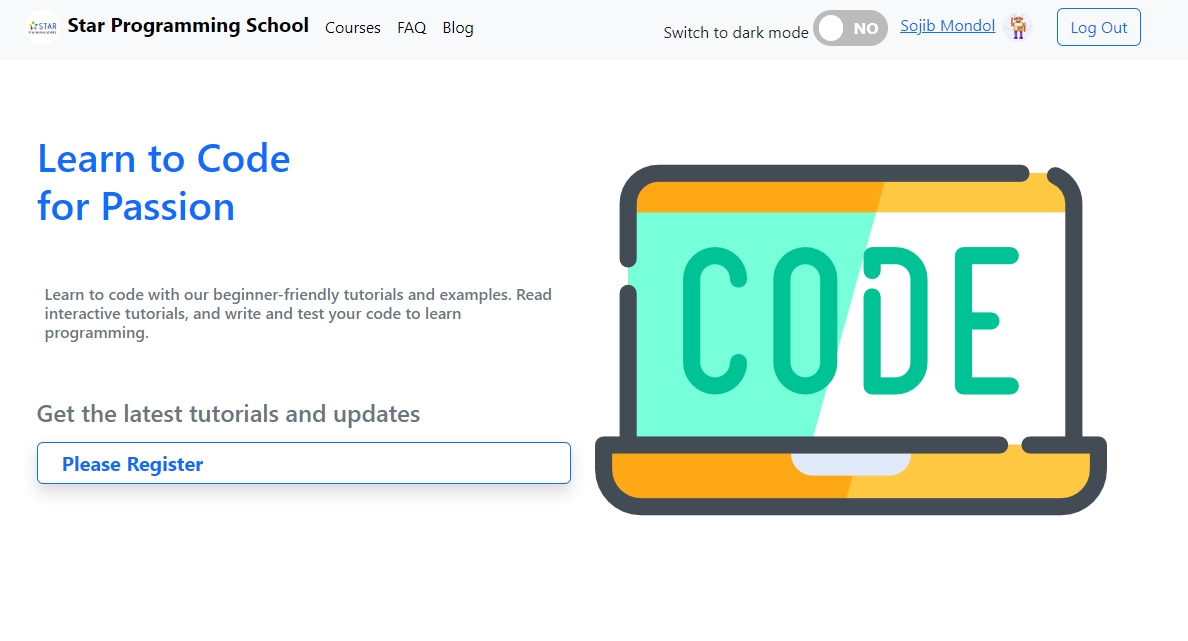 STAR
Star Programming School
Courses
FAQ
Blog
Switch to dark mode
NO
Sojib Mondol
Log Out
Learn to Code
for Passion
Learn to code with our beginner-friendly tutorials and examples. Read
interactive tutorials, and write and test your code to learn
programming.
Get the latest tutorials and updates
Please Register
CODE